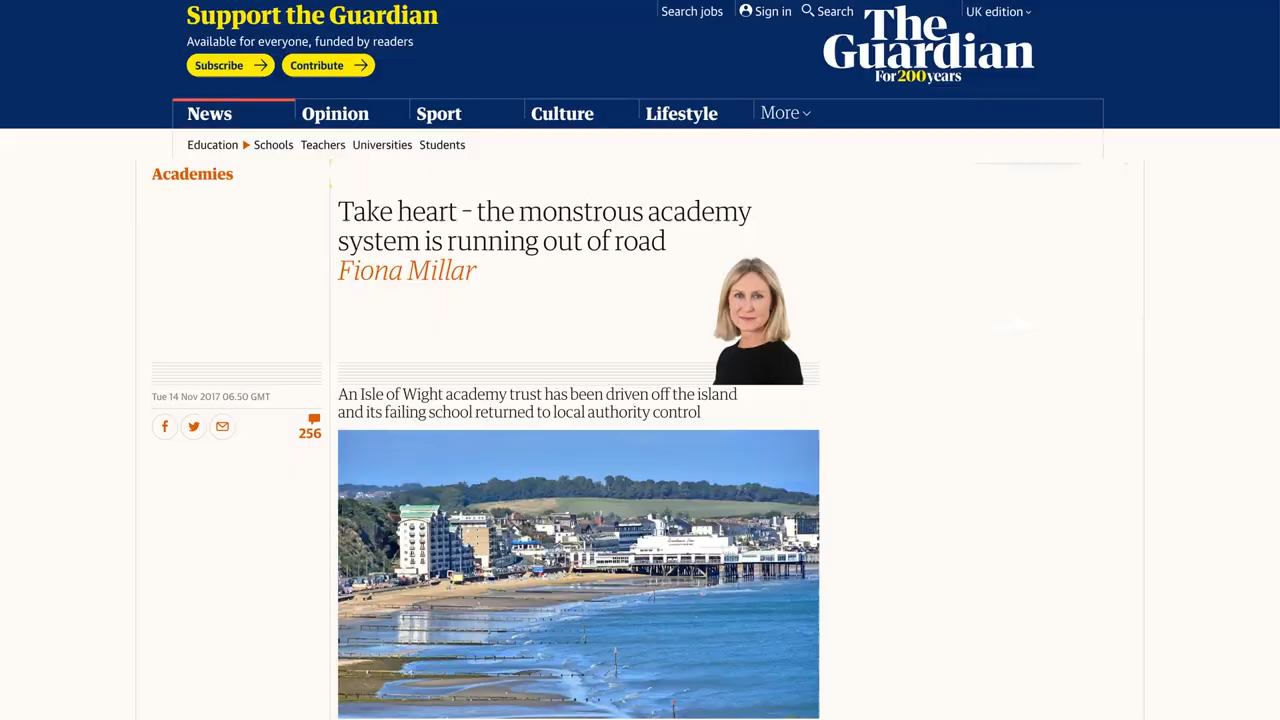 Support the Guardian
Available for everyone, funded by readers
Subscribe
Contribute
Search jobs
Sign in
Search
UK edition
The
Guardian
For 200 years
News
Opinion
Sport
Culture
Lifestyle
More
Education
Schools
Teachers
Universities
Students
Academies
Take heart – the monstrous academy
system is running out of road
Fiona Millar
Tue 14 Nov 2017 06.50 GMT
256
An Isle of Wight academy trust has been driven off the island
and its failing school returned to local authority control